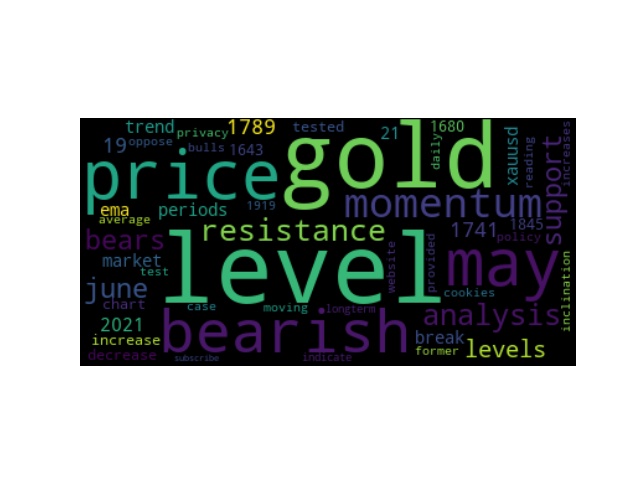 trend
privacy
1789
tested
gold
21
1680
daily
xauusd
reading
increases
19
oppose
bulls
1643
price
support
ema
average
periods
1919
momentum
bears
resistance
1741
1845
policy
market
test
level
website
provided
may
inclination
june
chart
case
moving
longterm
cookies
analysis
2021
bearish
increase
decrease
subscribe
indicate
break
former
levels